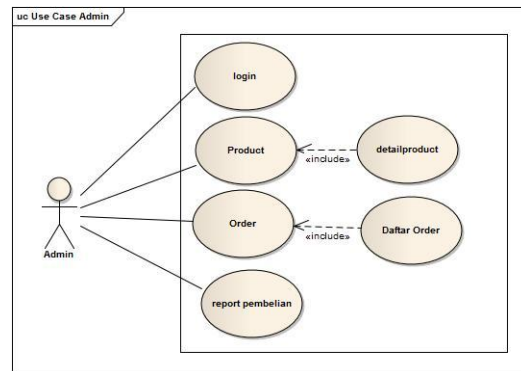 uc Use Case Admin
login
Product
«include»
detailproduct
Order
«include»
Daftar Order
Admin
report pembelian